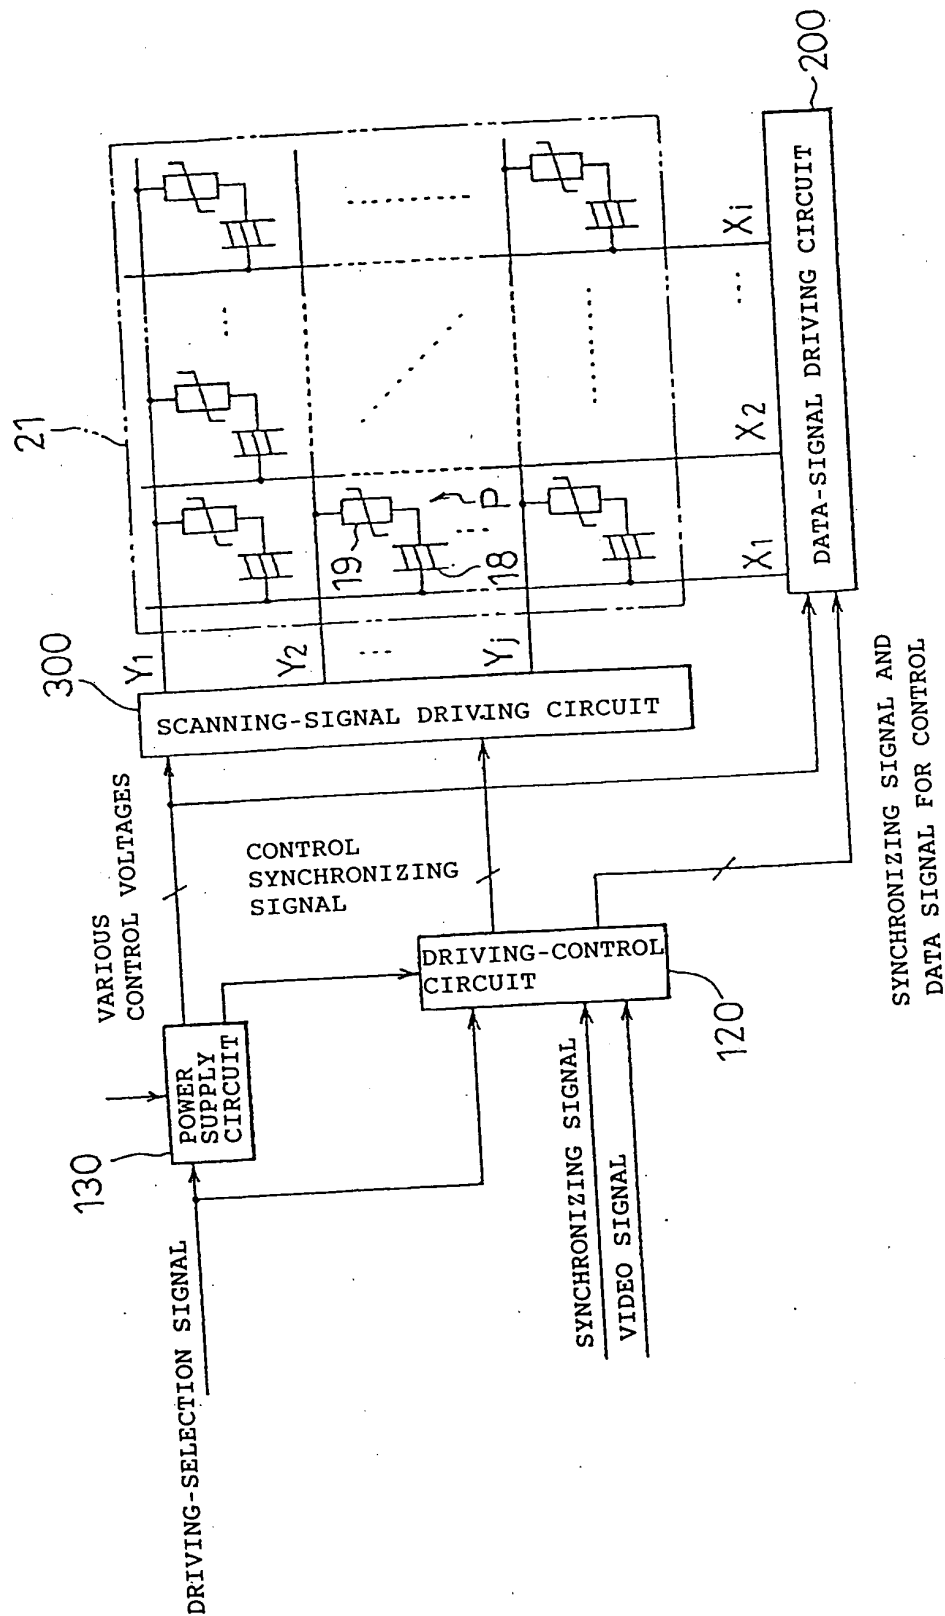 21
300
Y1
Y2
...
Yj
19
18
P
X1
X2
...
Xi
200
DATA-SIGNAL DRIVING CIRCUIT
SCANNING-SIGNAL DRIVING CIRCUIT
VARIOUS
CONTROL VOLTAGES
CONTROL
SYNCHRONIZING
SIGNAL
DRIVING-CONTROL
CIRCUIT
120
POWER
SUPPLY
CIRCUIT
130
DRIVING-SELECTION SIGNAL
SYNCHRONIZING SIGNAL
VIDEO SIGNAL
SYNCHRONIZING SIGNAL AND
DATA SIGNAL FOR CONTROL